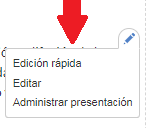 Edición rápida
Editar
Administrar presentación